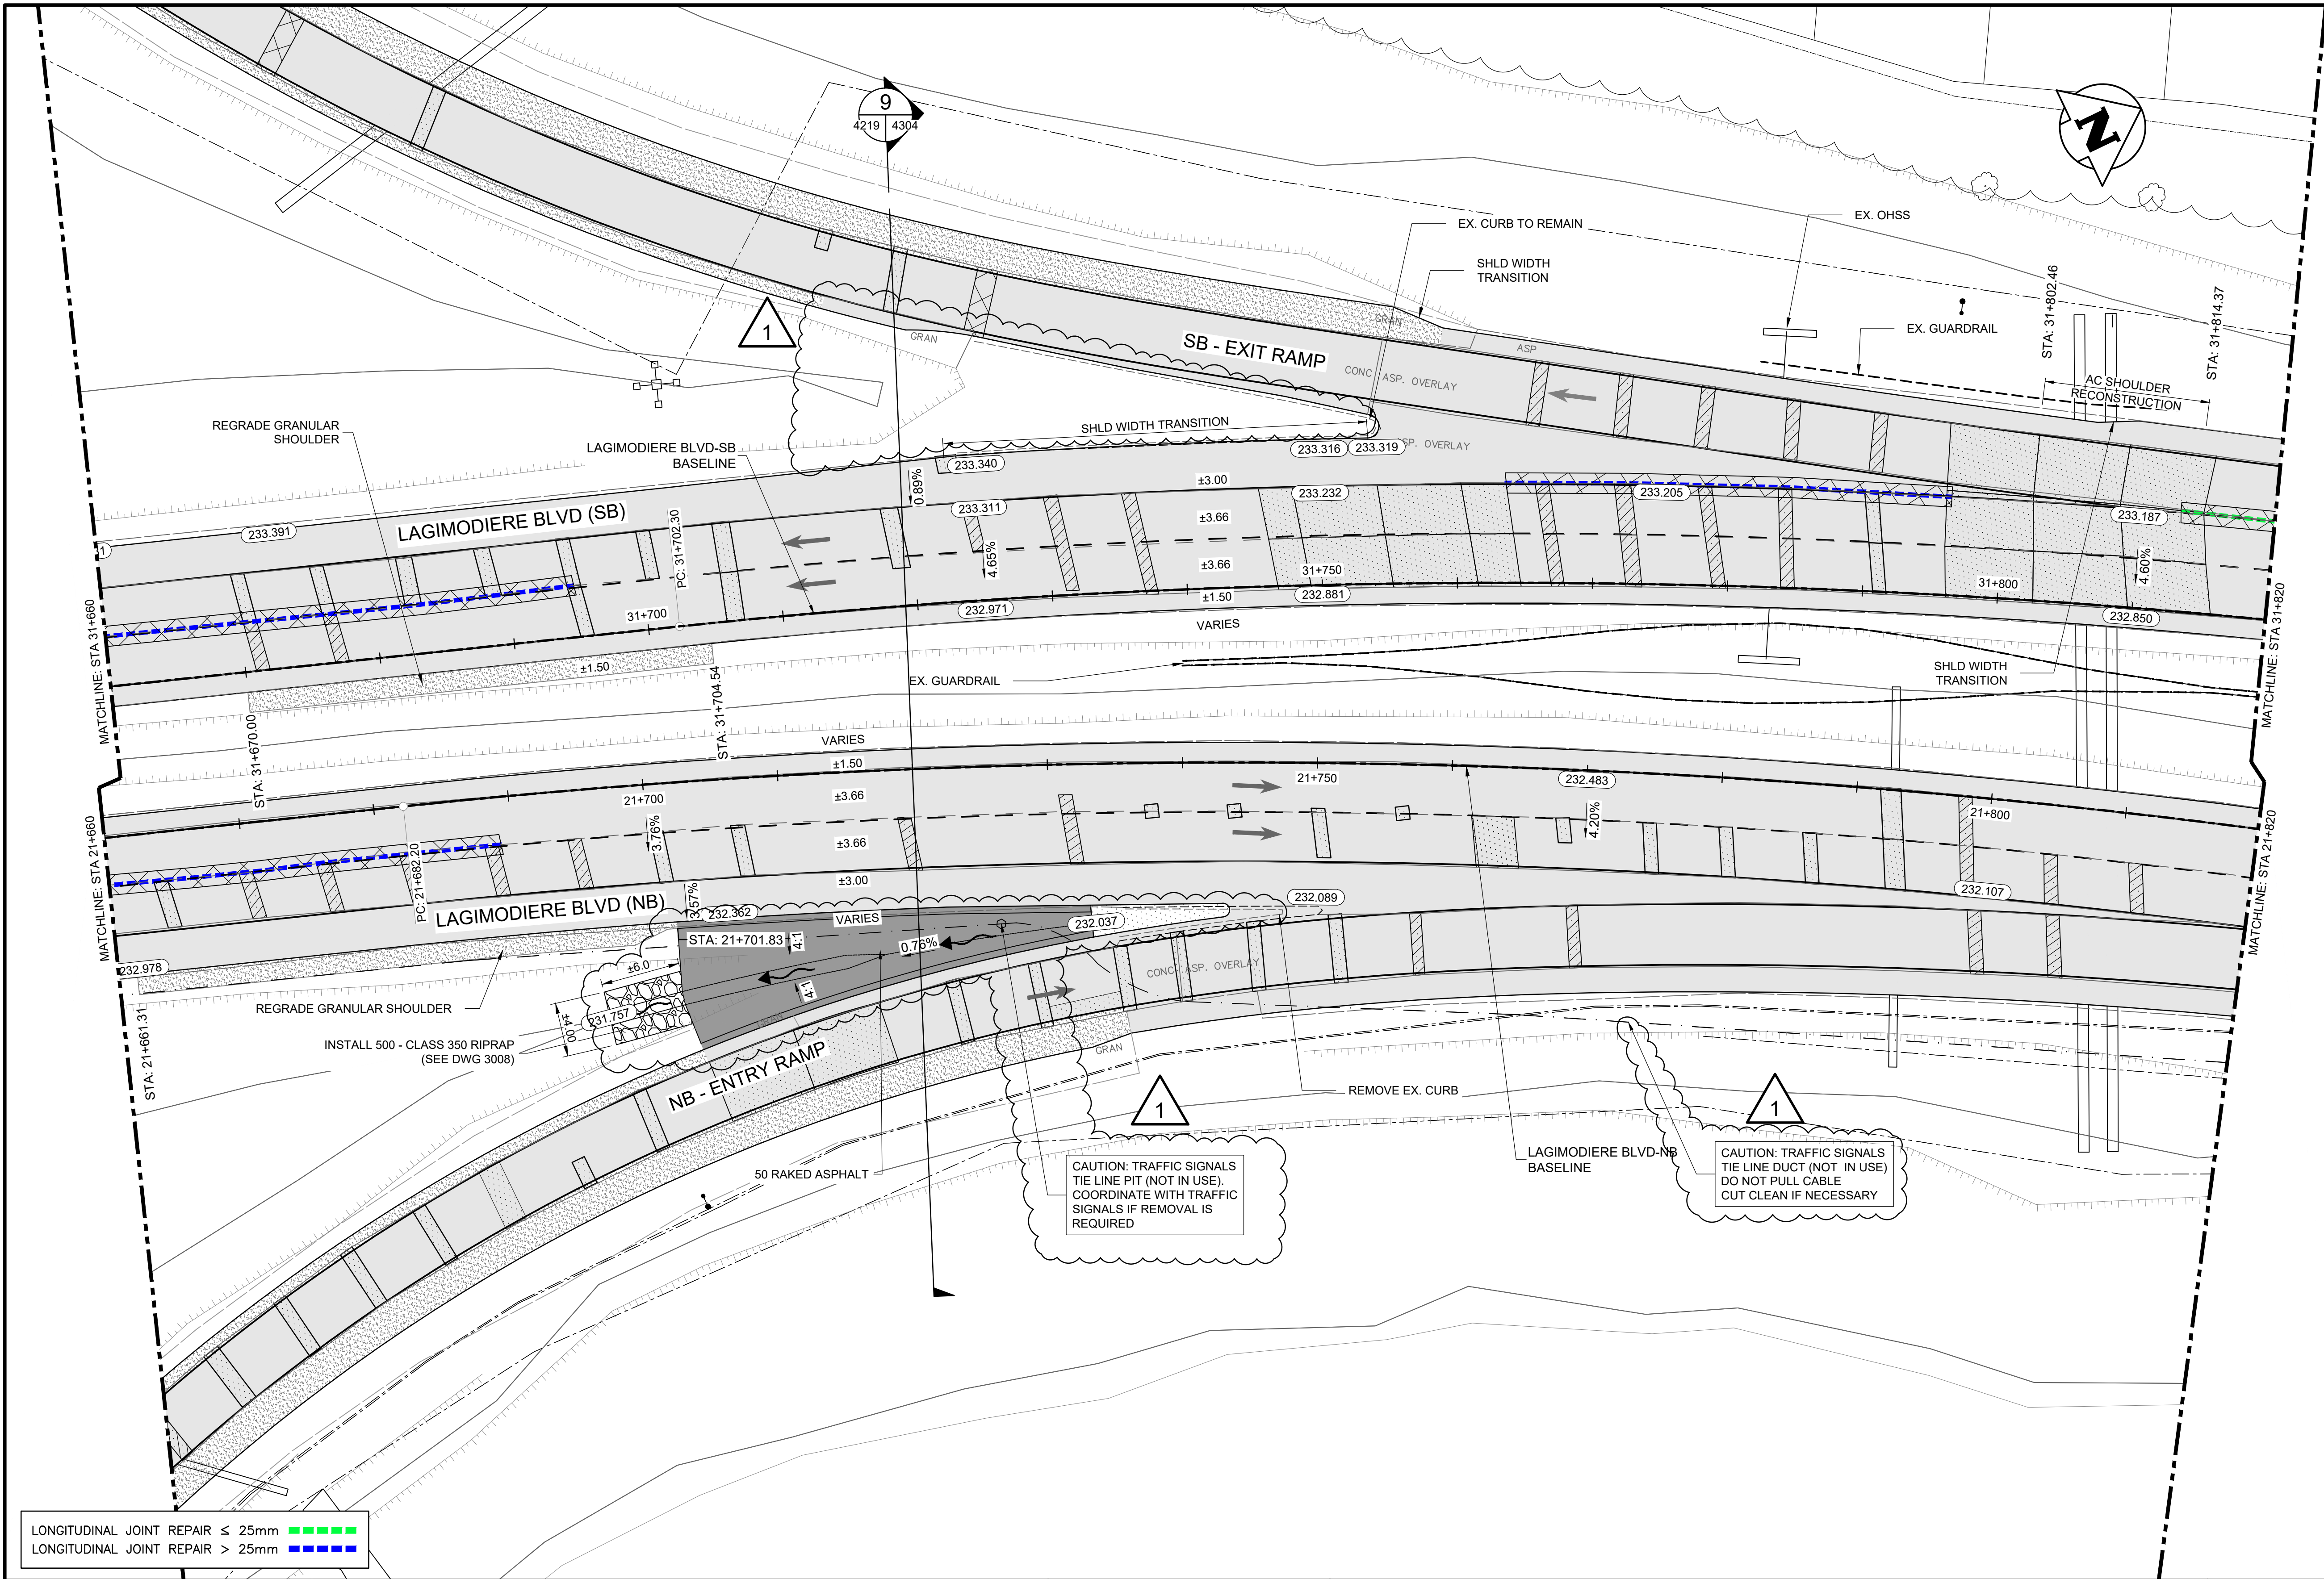 9
4219 4304
N
EX. CURB TO REMAIN
EX. OHSS
SHLD WIDTH
TRANSITION
STA: 31+802.46
STA: 31+814.37
EX. GUARDRAIL
1
GRAN
GRAN
SB - EXIT RAMP
ASP
CONC ASP. OVERLAY
AC SHOULDER
RECONSTRUCTION
REGRADE GRANULAR
SHOULDER
SHLD WIDTH TRANSITION
LAGIMODIERE BLVD-SB
BASELINE
233.340
233.316
233.319
SP. OVERLAY
0.89%
±3.00
233.232
233.205
233.311
233.187
LAGIMODIERE BLVD (SB)
233.391
1
PC: 31+702.30
±3.66
4.65%
±3.66
4.60%
31+750
31+800
31+700
232.971
±1.50
232.881
232.850
VARIES
MATCHLINE: STA 31+660
MATCHLINE: STA 31+820
±1.50
EX. GUARDRAIL
SHLD WIDTH
TRANSITION
STA: 31+670.00
STA: 31+704.54
VARIES
±1.50
21+750
232.483
21+700
±3.66
21+800
3.76%
4.20%
±3.66
MATCHLINE: STA 21+660
MATCHLINE: STA 21+820
PC: 21+682.20
±3.00
232.107
LAGIMODIERE BLVD (NB)
3.57%
232.089
232.362
VARIES
232.037
STA: 21+701.83
4:1
0.76%
232.978
±6.0
CONC ASP. OVERLAY
4:1
REGRADE GRANULAR SHOULDER
231.757
±4.00
STA: 21+661.31
INSTALL 500 - CLASS 350 RIPRAP
(SEE DWG 3008)
GRAN
NB - ENTRY RAMP
1
REMOVE EX. CURB
1
50 RAKED ASPHALT
LAGIMODIERE BLVD-NB
BASELINE
CAUTION: TRAFFIC SIGNALS
TIE LINE PIT (NOT IN USE).
COORDINATE WITH TRAFFIC
SIGNALS IF REMOVAL IS
REQUIRED
CAUTION: TRAFFIC SIGNALS
TIE LINE DUCT (NOT IN USE)
DO NOT PULL CABLE
CUT CLEAN IF NECESSARY
LONGITUDINAL JOINT REPAIR ≤ 25mm
LONGITUDINAL JOINT REPAIR > 25mm